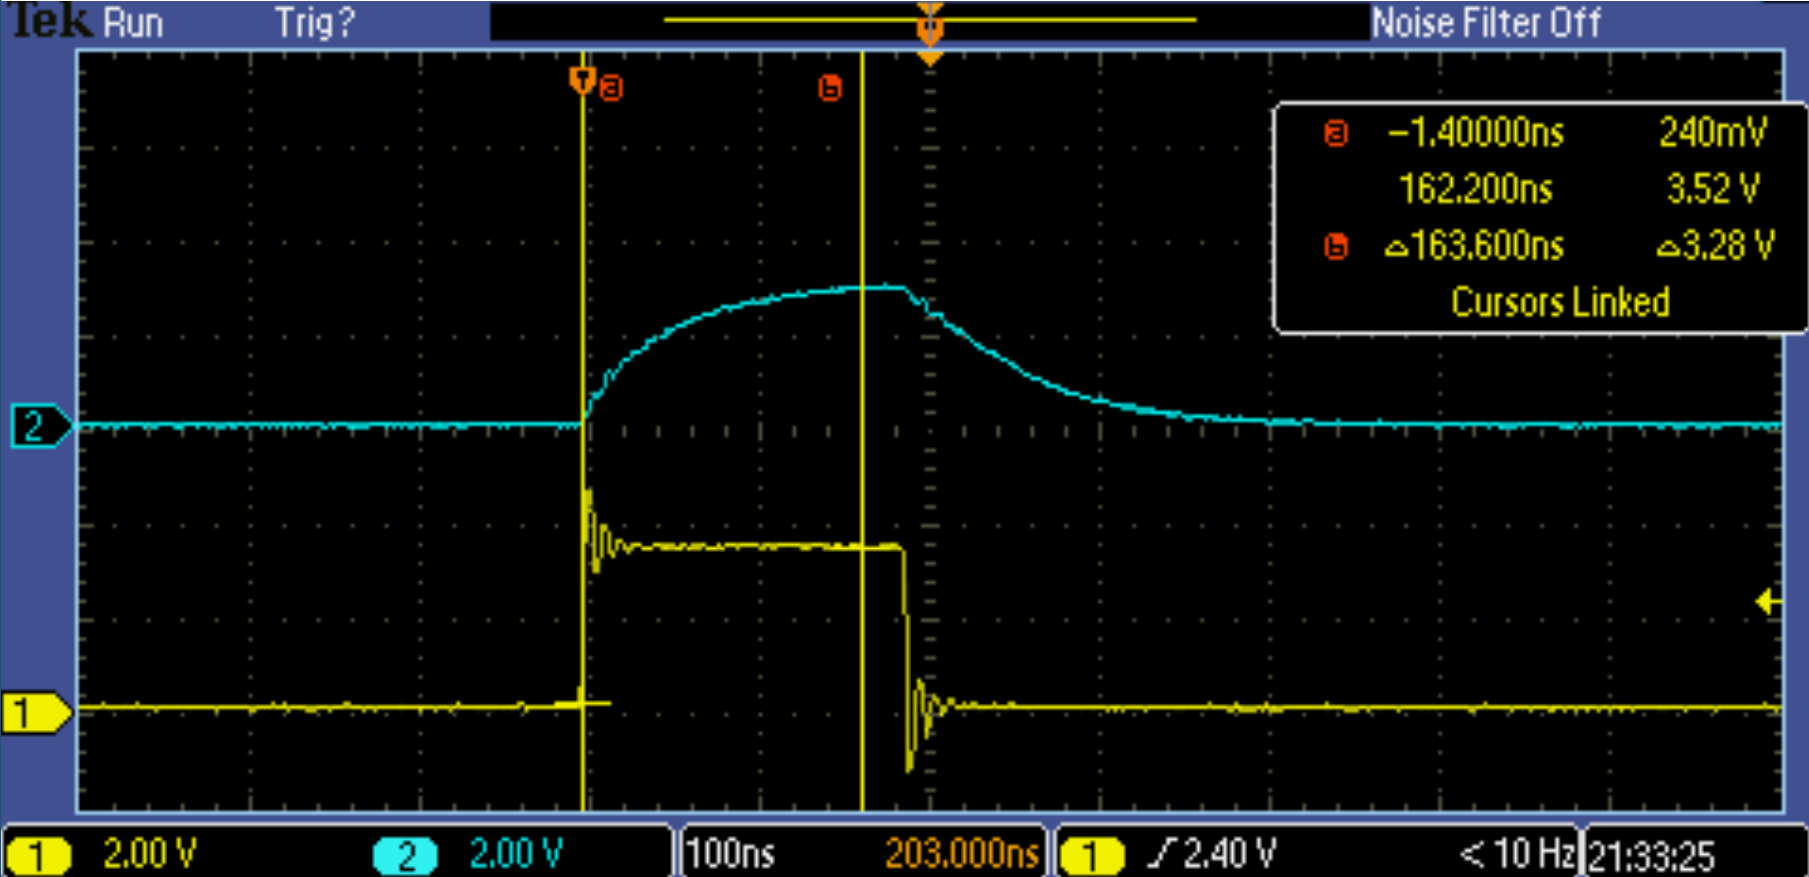 Tek Run Trig? Noise Filter Off
T
a b
a −1.40000ns 240mV
162.200ns 3.52 V
b △163.600ns △3.28 V
Cursors Linked
2
1
1 2.00 V 2 2.00 V 100ns 203.000ns 1 2.40 V < 10 Hz 21:33:25